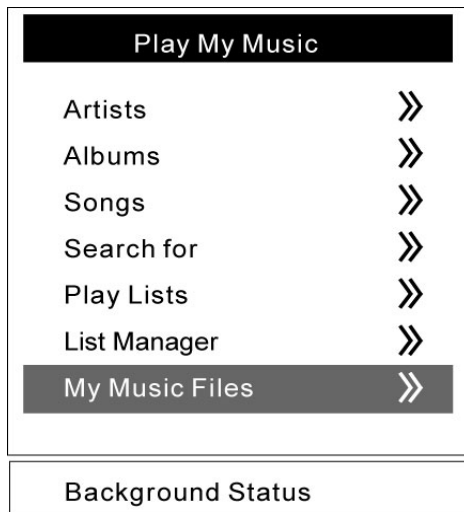 Play My Music
Artists
Albums
Songs
Search for
Play Lists
List Manager
My Music Files
Background Status